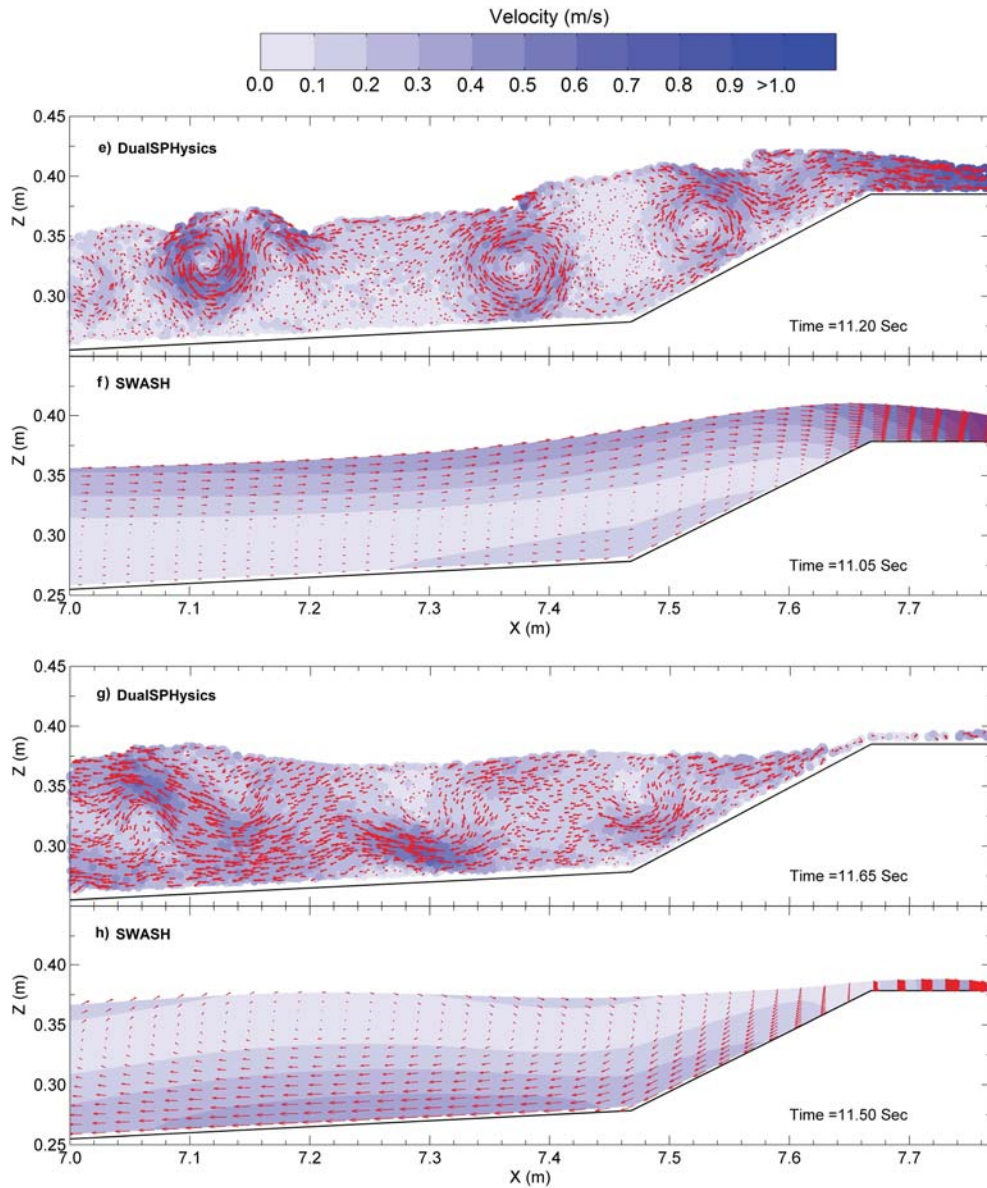 Velocity (m/s)
0.0 0.1 0.2 0.3 0.4 0.5 0.6 0.7 0.8 0.9 >1.0
0.45
e) DualSPHysics
0.40
Z (m)
0.35
0.30
Time =11.20 Sec
f) SWASH
0.40
Z (m)
0.35
0.30
Time =11.05 Sec
0.25
7.0 7.1 7.2 7.3 7.4 7.5 7.6 7.7
X (m)
0.45
g) DualSPHysics
0.40
Z (m)
0.35
0.30
Time =11.65 Sec
h) SWASH
0.40
Z (m)
0.35
0.30
Time =11.50 Sec
0.25
7.0 7.1 7.2 7.3 7.4 7.5 7.6 7.7
X (m)